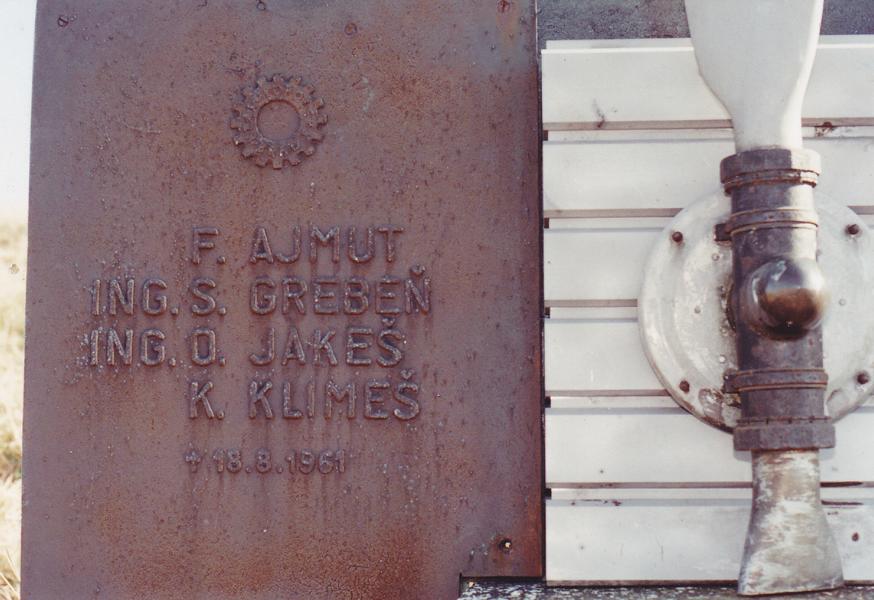 F. AJMUT
ING. S. GREBEŇ
ING. O. JAKEŠ
K. KLIMEŠ
✝ 18.8.1961